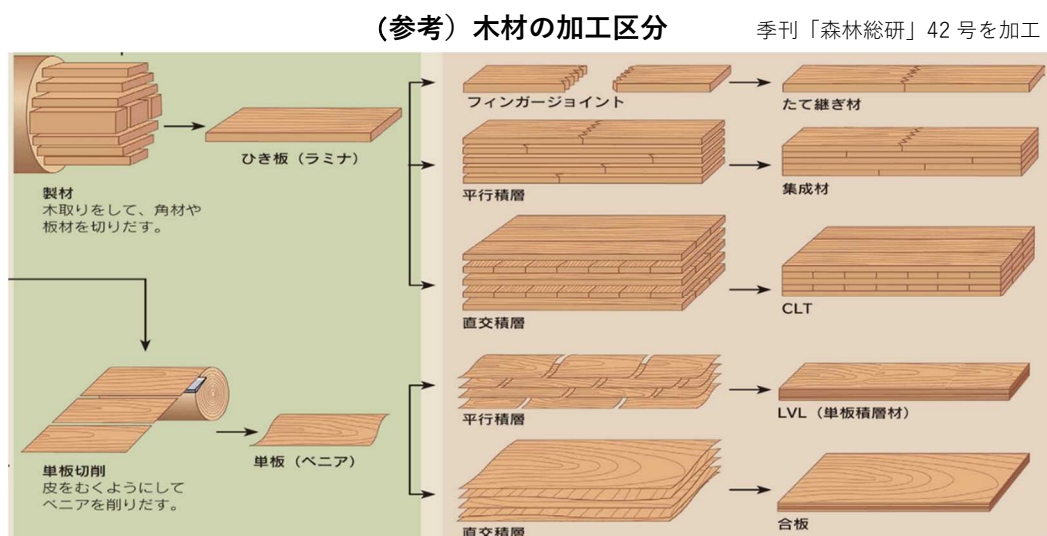 (参考）木材の加工区分
季刊「森林総研」42 号を加工
フィンガージョイント
たて継ぎ材
ひき板（ラミナ）
製材
木取りをして、角材や
板材を切りだす。
平行積層
集成材
直交積層
CLT
平行積層
LVL（単板積層材）
単板切削
皮をむくようにして
ベニアを削りだす。
単板（ベニア）
直交積層
合板